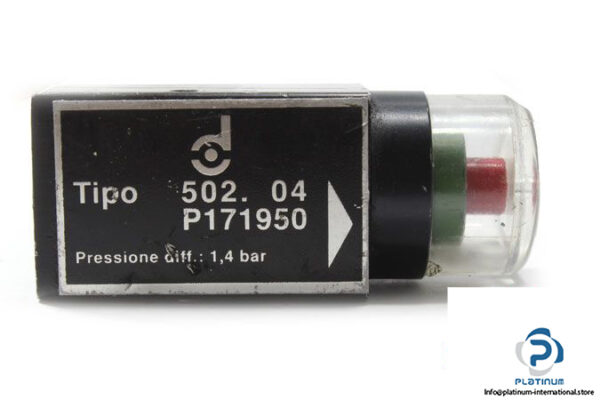 d
Tipo 502. 04
P171950
Pressione diff.: 1,4 bar
P
PLATINUM
Info@platinum-international.store